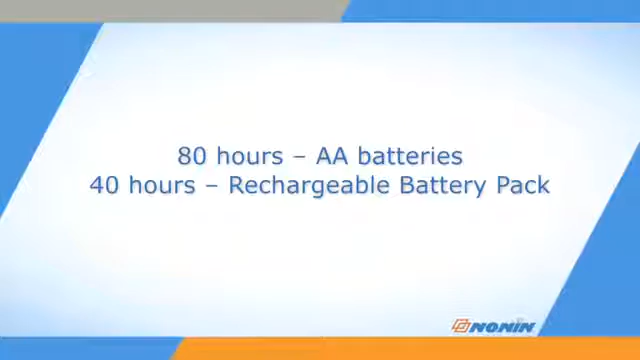 80 hours – AA batteries
40 hours – Rechargeable Battery Pack
NONIN